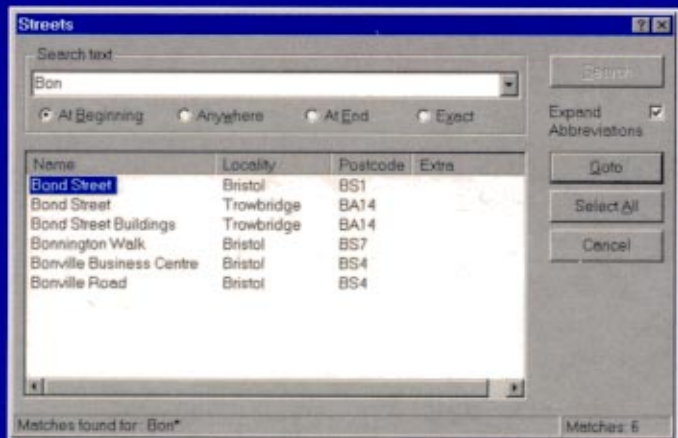 Streets
Search text
Bon
At Beginning Anywhere At End Exact
Search
Expand Abbreviations
Name Locality Postcode Extra
Bond Street Bristol BS1
Bond Street Trowbridge BA14
Bond Street Buildings Trowbridge BA14
Bonnington Walk Bristol BS7
Bonville Business Centre Bristol BS4
Bonville Road Bristol BS4
Goto
Select All
Cancel
Matches found for: Bon*
Matches: 6